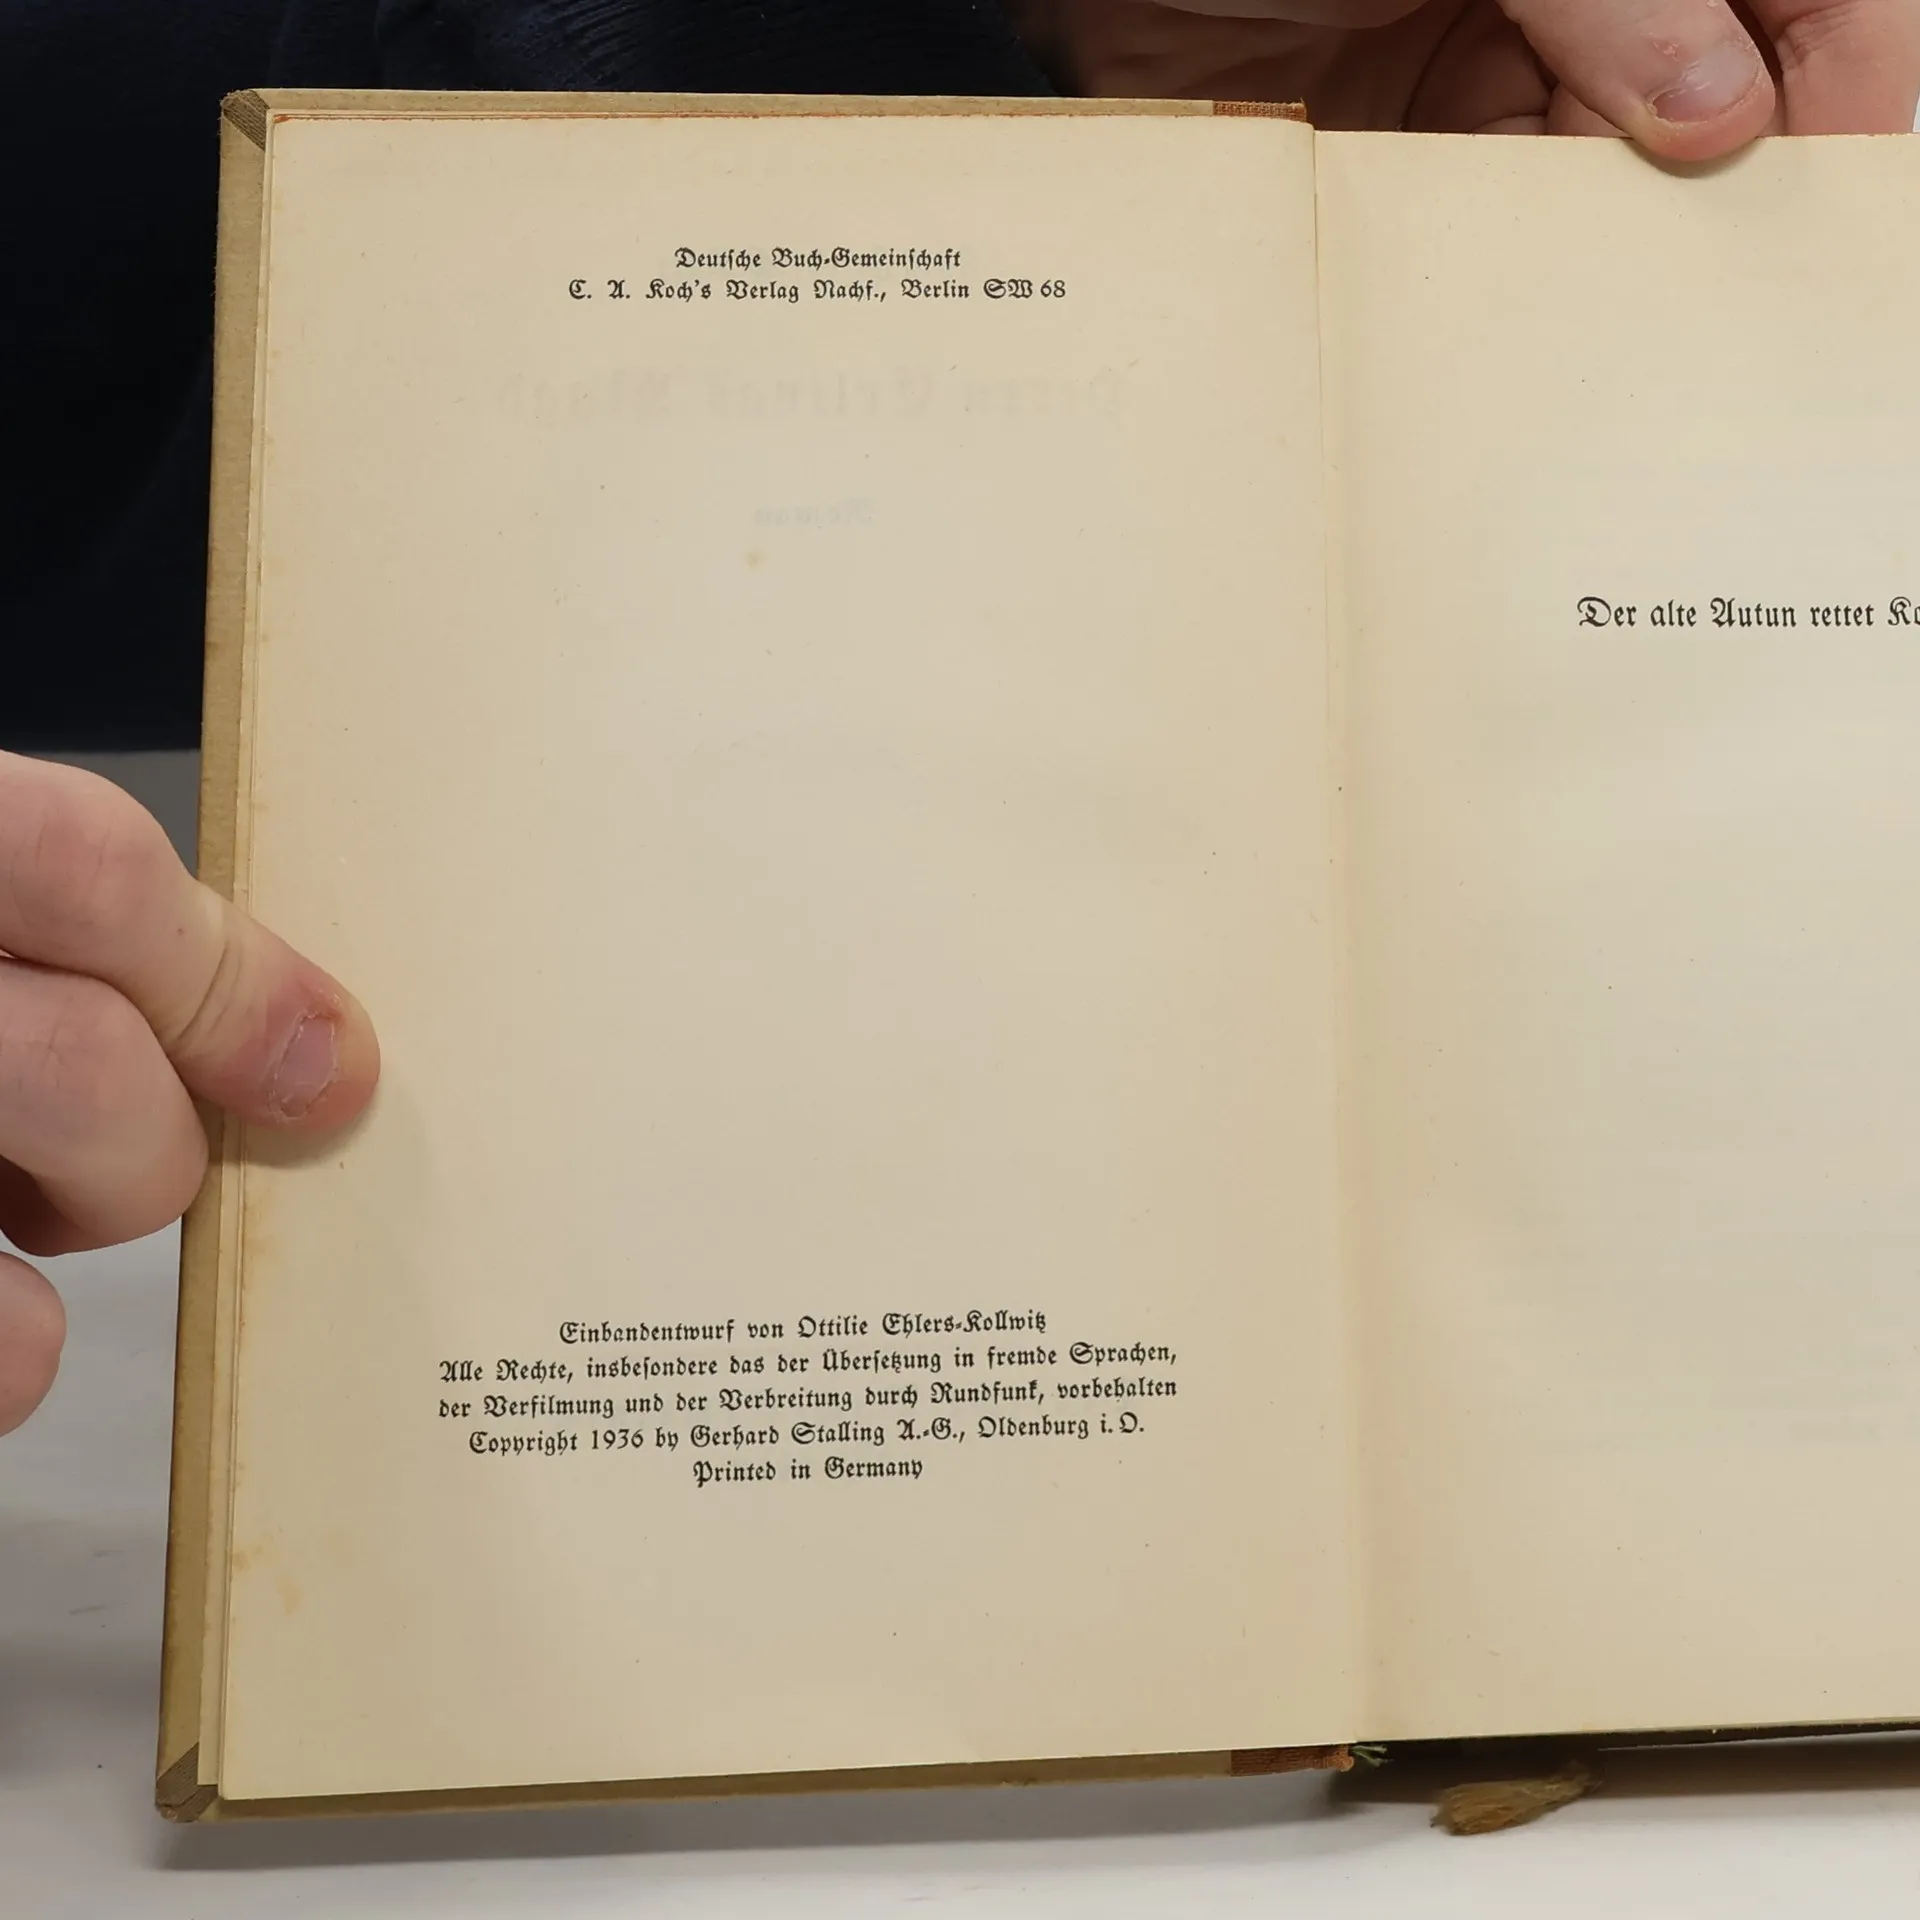 Deutsche Buch-Gemeinschaft
C. A. Koch's Verlag Nachf., Berlin SW 68
Der alte Autun rettet
Einbandentwurf von Ottilie Ehlers-Kollwitz
Alle Rechte, insbesondere das der Übersetzung in fremde Sprachen,
der Verfilmung und der Verbreitung durch Rundfunk, vorbehalten
Copyright 1936 by Gerhard Stalling A.-G., Oldenburg i. O.
Printed in Germany